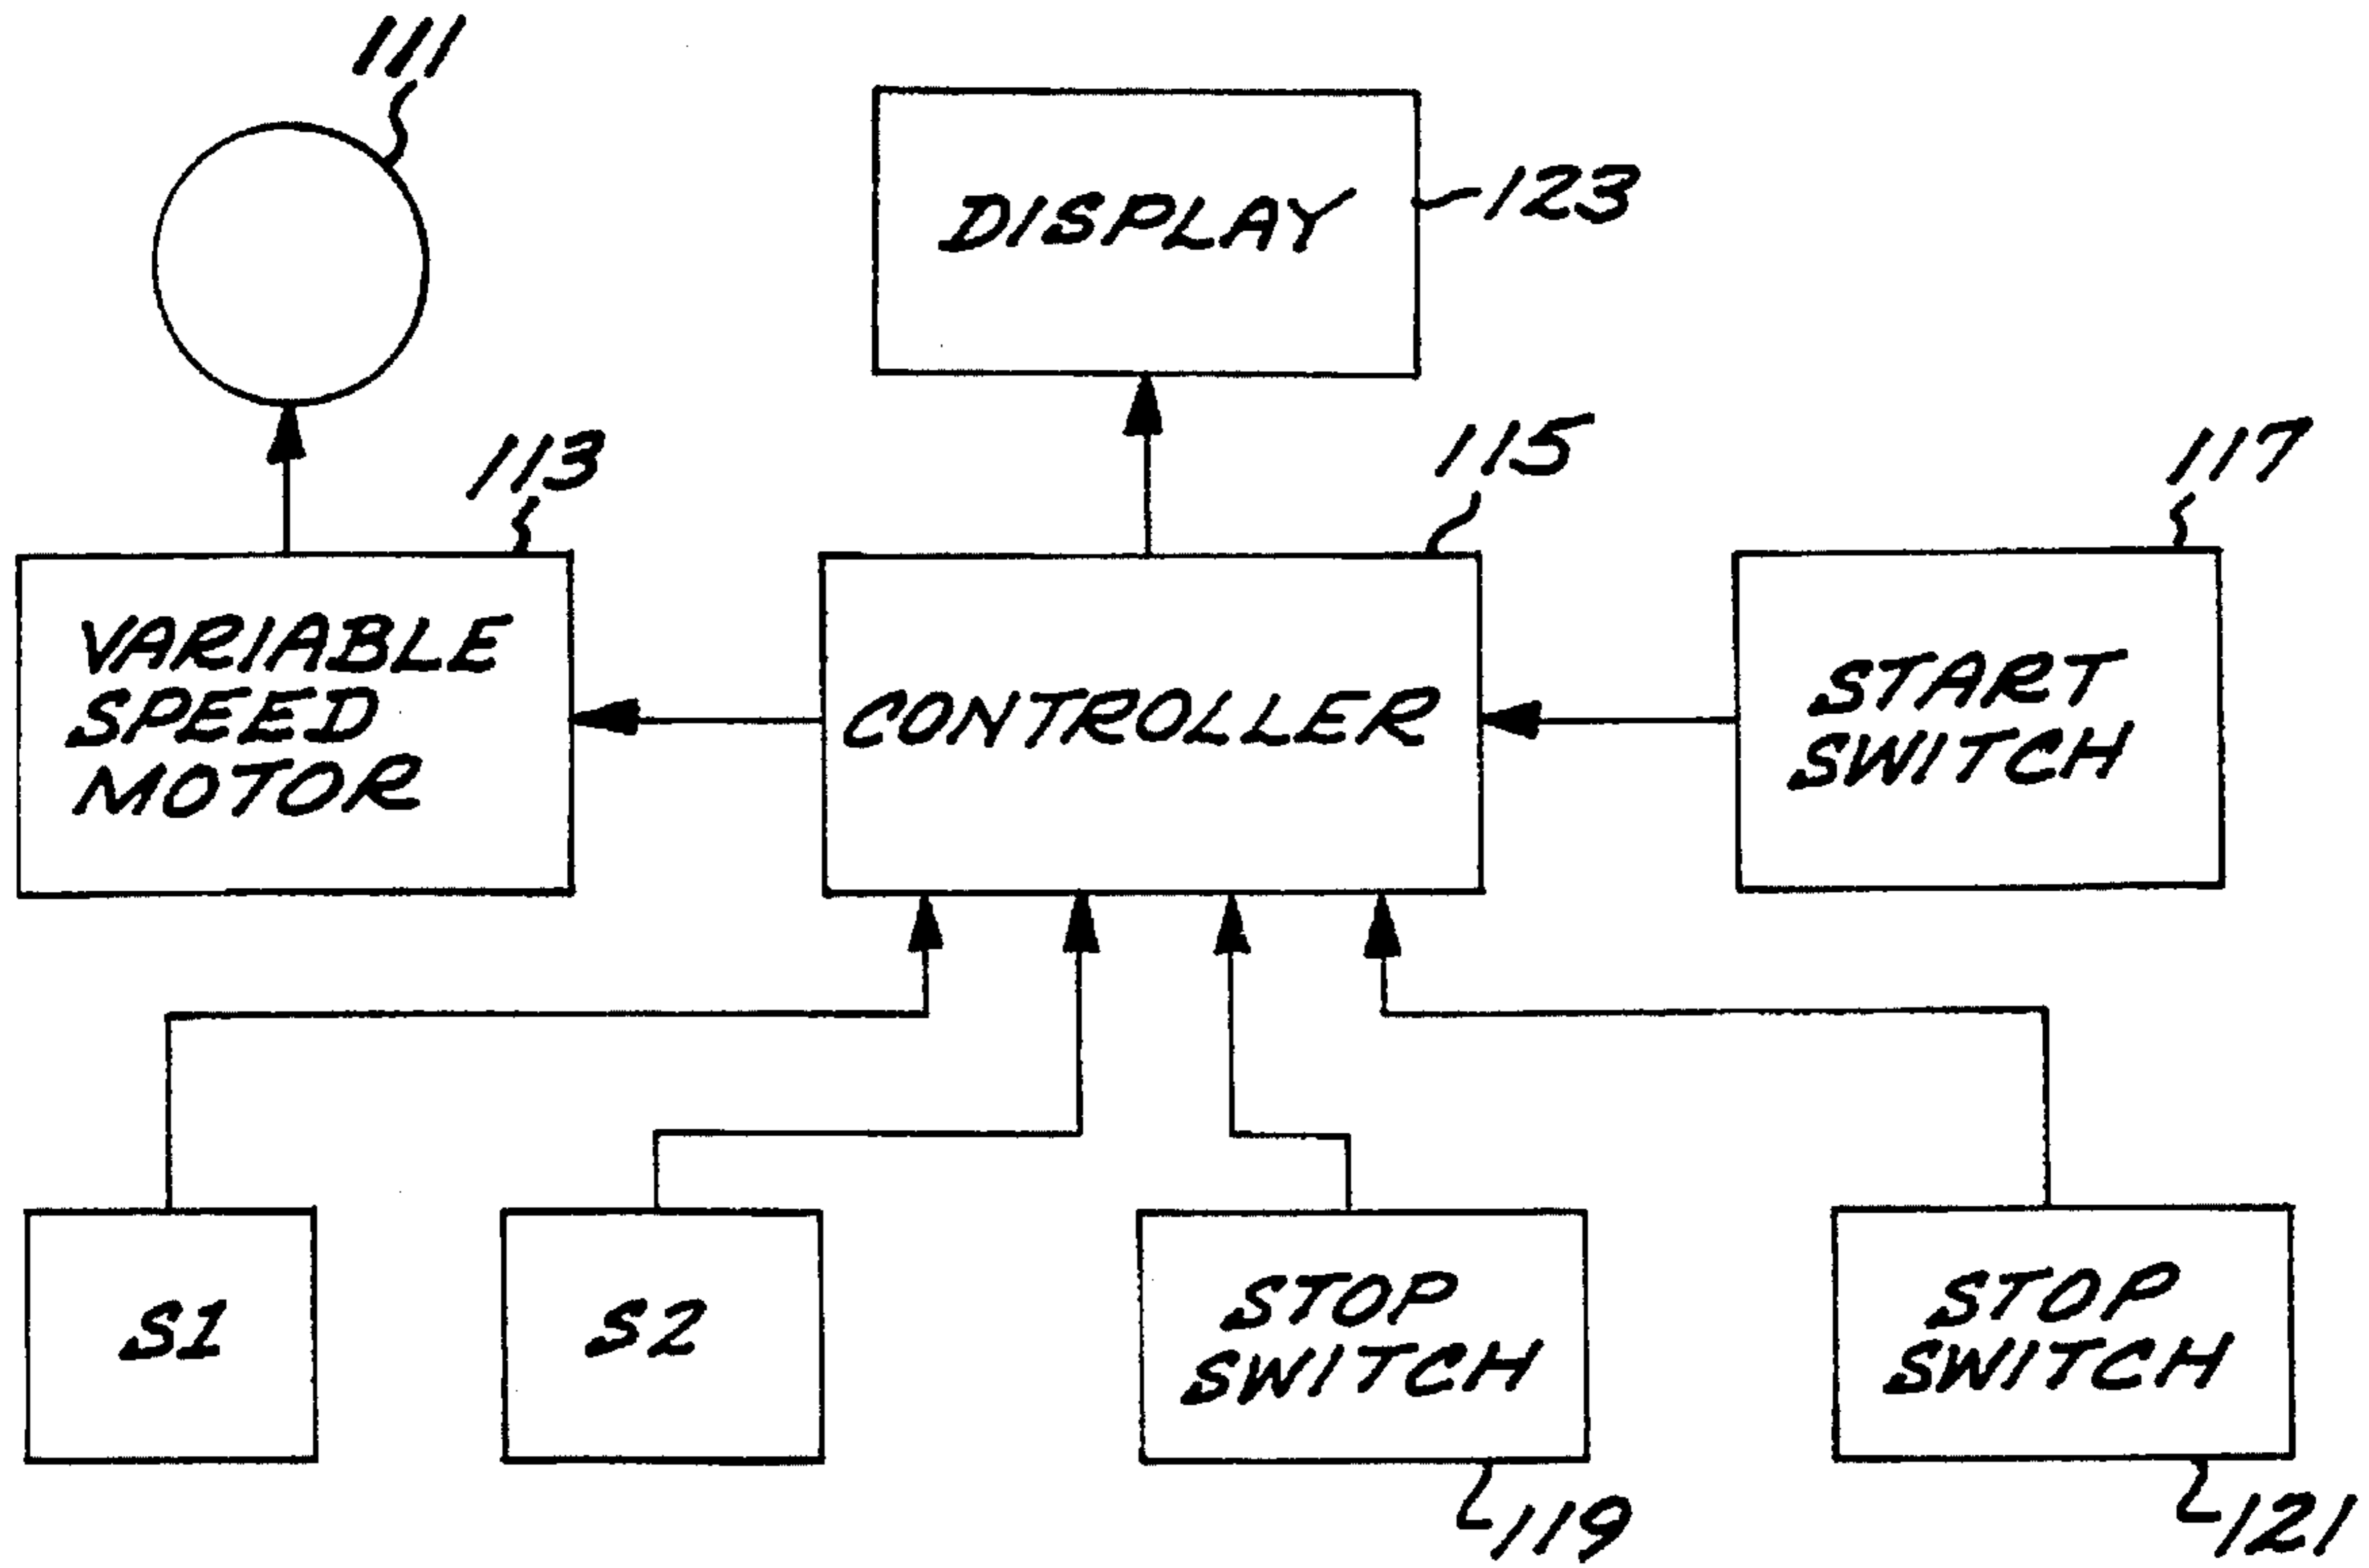 111
DISPLAY
123
113
115
117
VARIABLE
SPEED
MOTOR
CONTROLLER
START
SWITCH
S1
S2
STOP
SWITCH
STOP
SWITCH
119
121